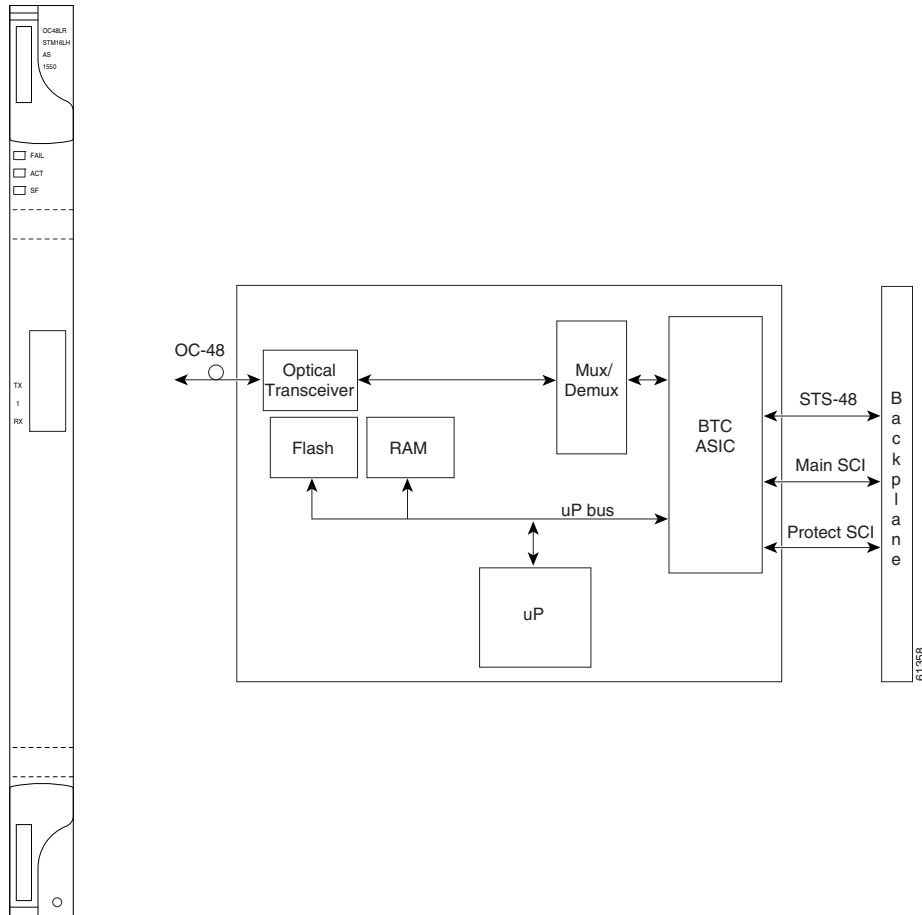 OC48LR
STM16LH
AS
1550
FAIL
ACT
SF
TX
1
RX
OC-48
Optical
Transceiver
Mux/
Demux
Flash
RAM
BTC
ASIC
uP bus
uP
STS-48
Main SCI
Protect SCI
Backplane
61358